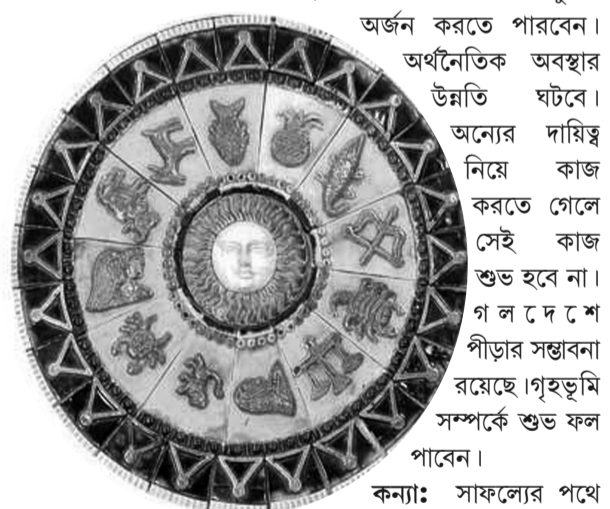 অর্জন করতে পারবেন।
অর্থনৈতিক অবস্থার
উন্নতি ঘটবে।
অন্যের দায়িত্ব
নিয়ে কাজ
করতে গেলে
সেই কাজ
শুভ হবে না।
গলদেশে
পীড়ার সম্ভাবনা
রয়েছে।গৃহভূমি
সম্পর্কে শুভ ফল
পাবেন।
কন্যা: সাফল্যের পথে